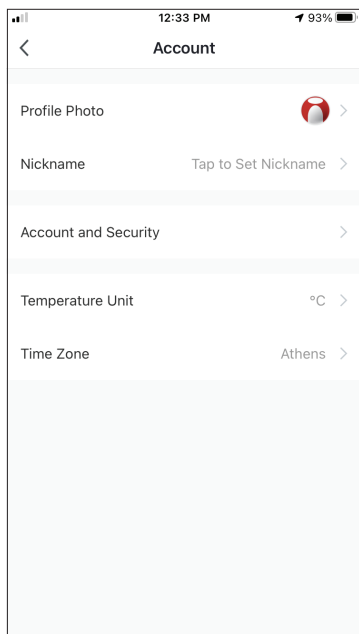 12:33 PM 93%
Account
Profile Photo
Nickname Tap to Set Nickname
Account and Security
Temperature Unit °C
Time Zone Athens